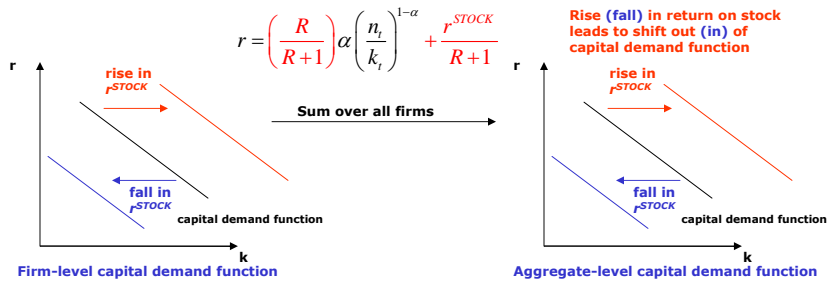 r = (R / R+1) α (n_t / k_t)^{1−α} + r^{STOCK} / R+1
Rise (fall) in return on stock
leads to shift out (in) of
capital demand function
r
rise in
r^{STOCK}
Sum over all firms
fall in
r^{STOCK}
capital demand function
k
Firm-level capital demand function
r
rise in
r^{STOCK}
fall in
r^{STOCK}
capital demand function
k
Aggregate-level capital demand function